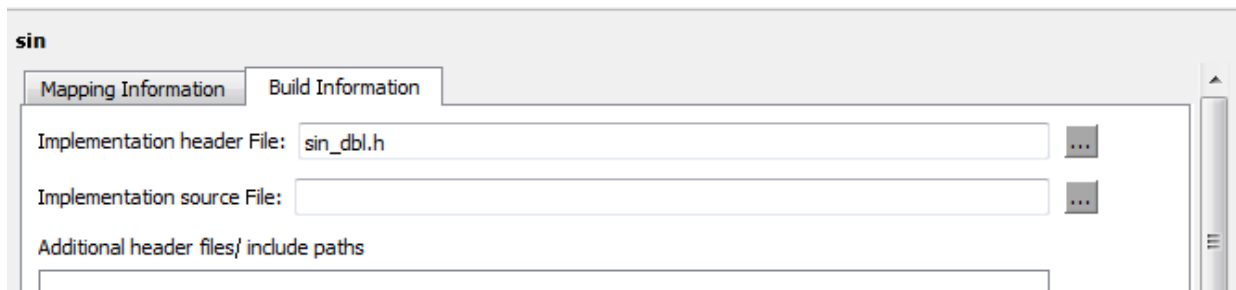 sin
Mapping Information Build Information
Implementation header File: sin_dbl.h ...
Implementation source File: ...
Additional header files/ include paths